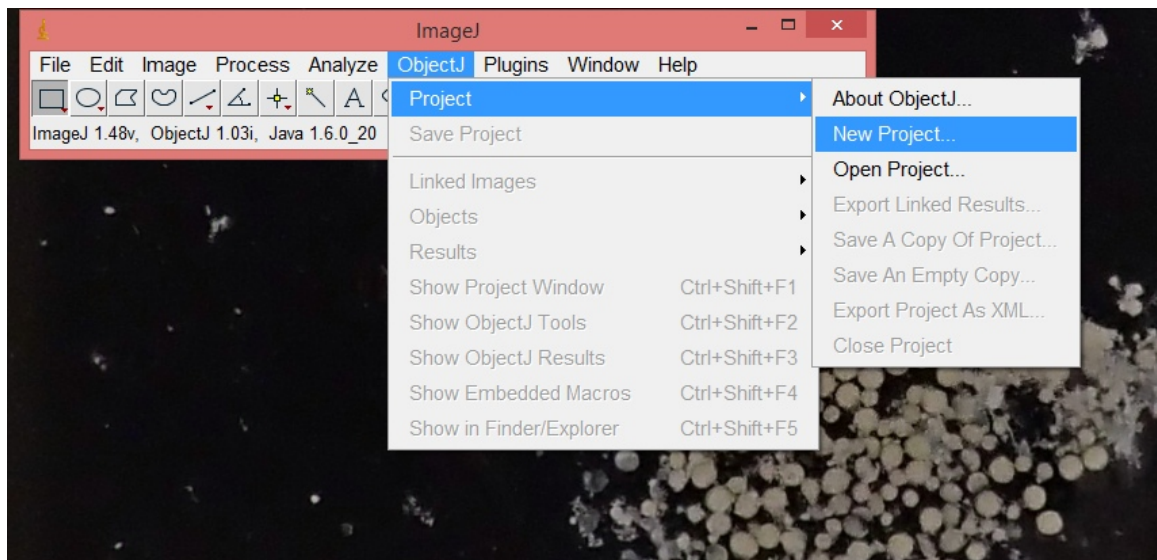 ImageJ
File Edit Image Process Analyze ObjectJ Plugins Window Help
A
ImageJ 1.48v, ObjectJ 1.03i, Java 1.6.0_20
Project
Save Project
Linked Images
Objects
Results
Show Project Window Ctrl+Shift+F1
Show ObjectJ Tools Ctrl+Shift+F2
Show ObjectJ Results Ctrl+Shift+F3
Show Embedded Macros Ctrl+Shift+F4
Show in Finder/Explorer Ctrl+Shift+F5
About ObjectJ...
New Project...
Open Project...
Export Linked Results...
Save A Copy Of Project...
Save An Empty Copy...
Export Project As XML...
Close Project